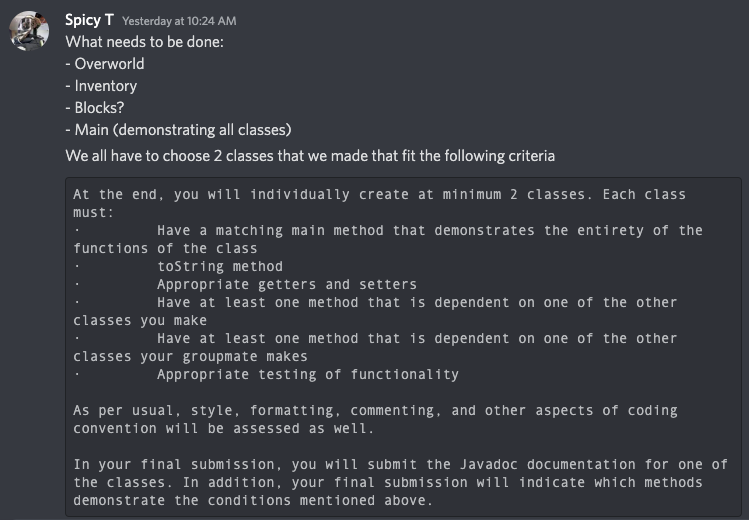 Spicy T Yesterday at 10:24 AM
What needs to be done:
- Overworld
- Inventory
- Blocks?
- Main (demonstrating all classes)
We all have to choose 2 classes that we made that fit the following criteria
At the end, you will individually create at minimum 2 classes. Each class
must:
·         Have a matching main method that demonstrates the entirety of the
functions of the class
·         toString method
·         Appropriate getters and setters
·         Have at least one method that is dependent on one of the other
classes you make
·         Have at least one method that is dependent on one of the other
classes your groupmate makes
·         Appropriate testing of functionality
As per usual, style, formatting, commenting, and other aspects of coding
convention will be assessed as well.
In your final submission, you will submit the Javadoc documentation for one of
the classes. In addition, your final submission will indicate which methods
demonstrate the conditions mentioned above.